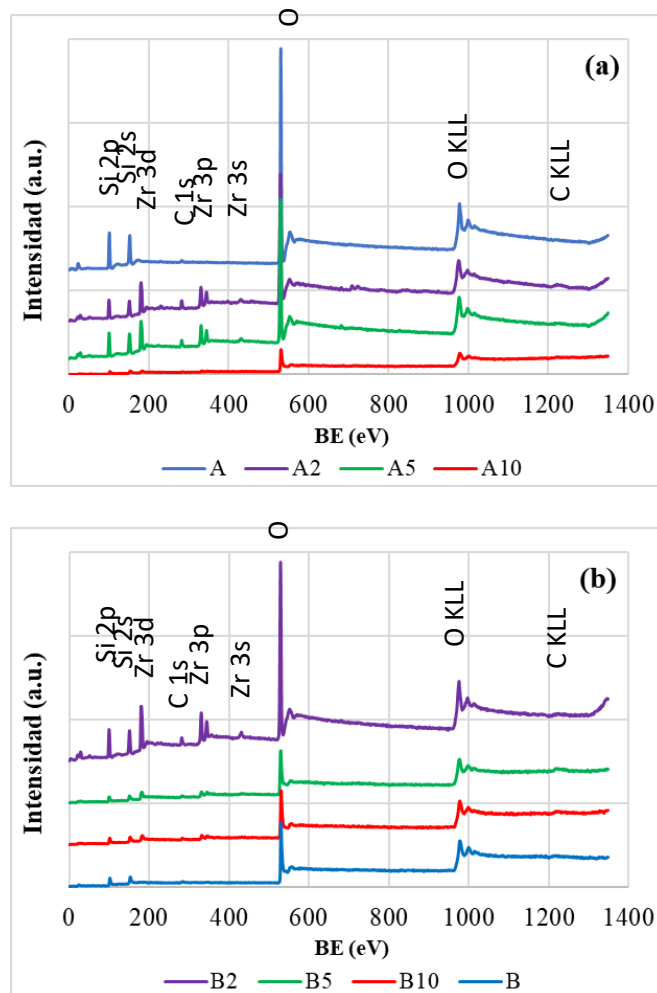 O
(a)
Si 2p
Si 2s
Zr 3d
C 1s
Zr 3p
Zr 3s
O KLL
C KLL
Intensidad (a.u.)
0 200 400 600 800 1000 1200 1400
BE (eV)
A A2 A5 A10
O
(b)
Si 2p
Si 2s
Zr 3d
C 1s
Zr 3p
Zr 3s
O KLL
C KLL
Intensidad (a.u.)
0 200 400 600 800 1000 1200 1400
BE (eV)
B2 B5 B10 B